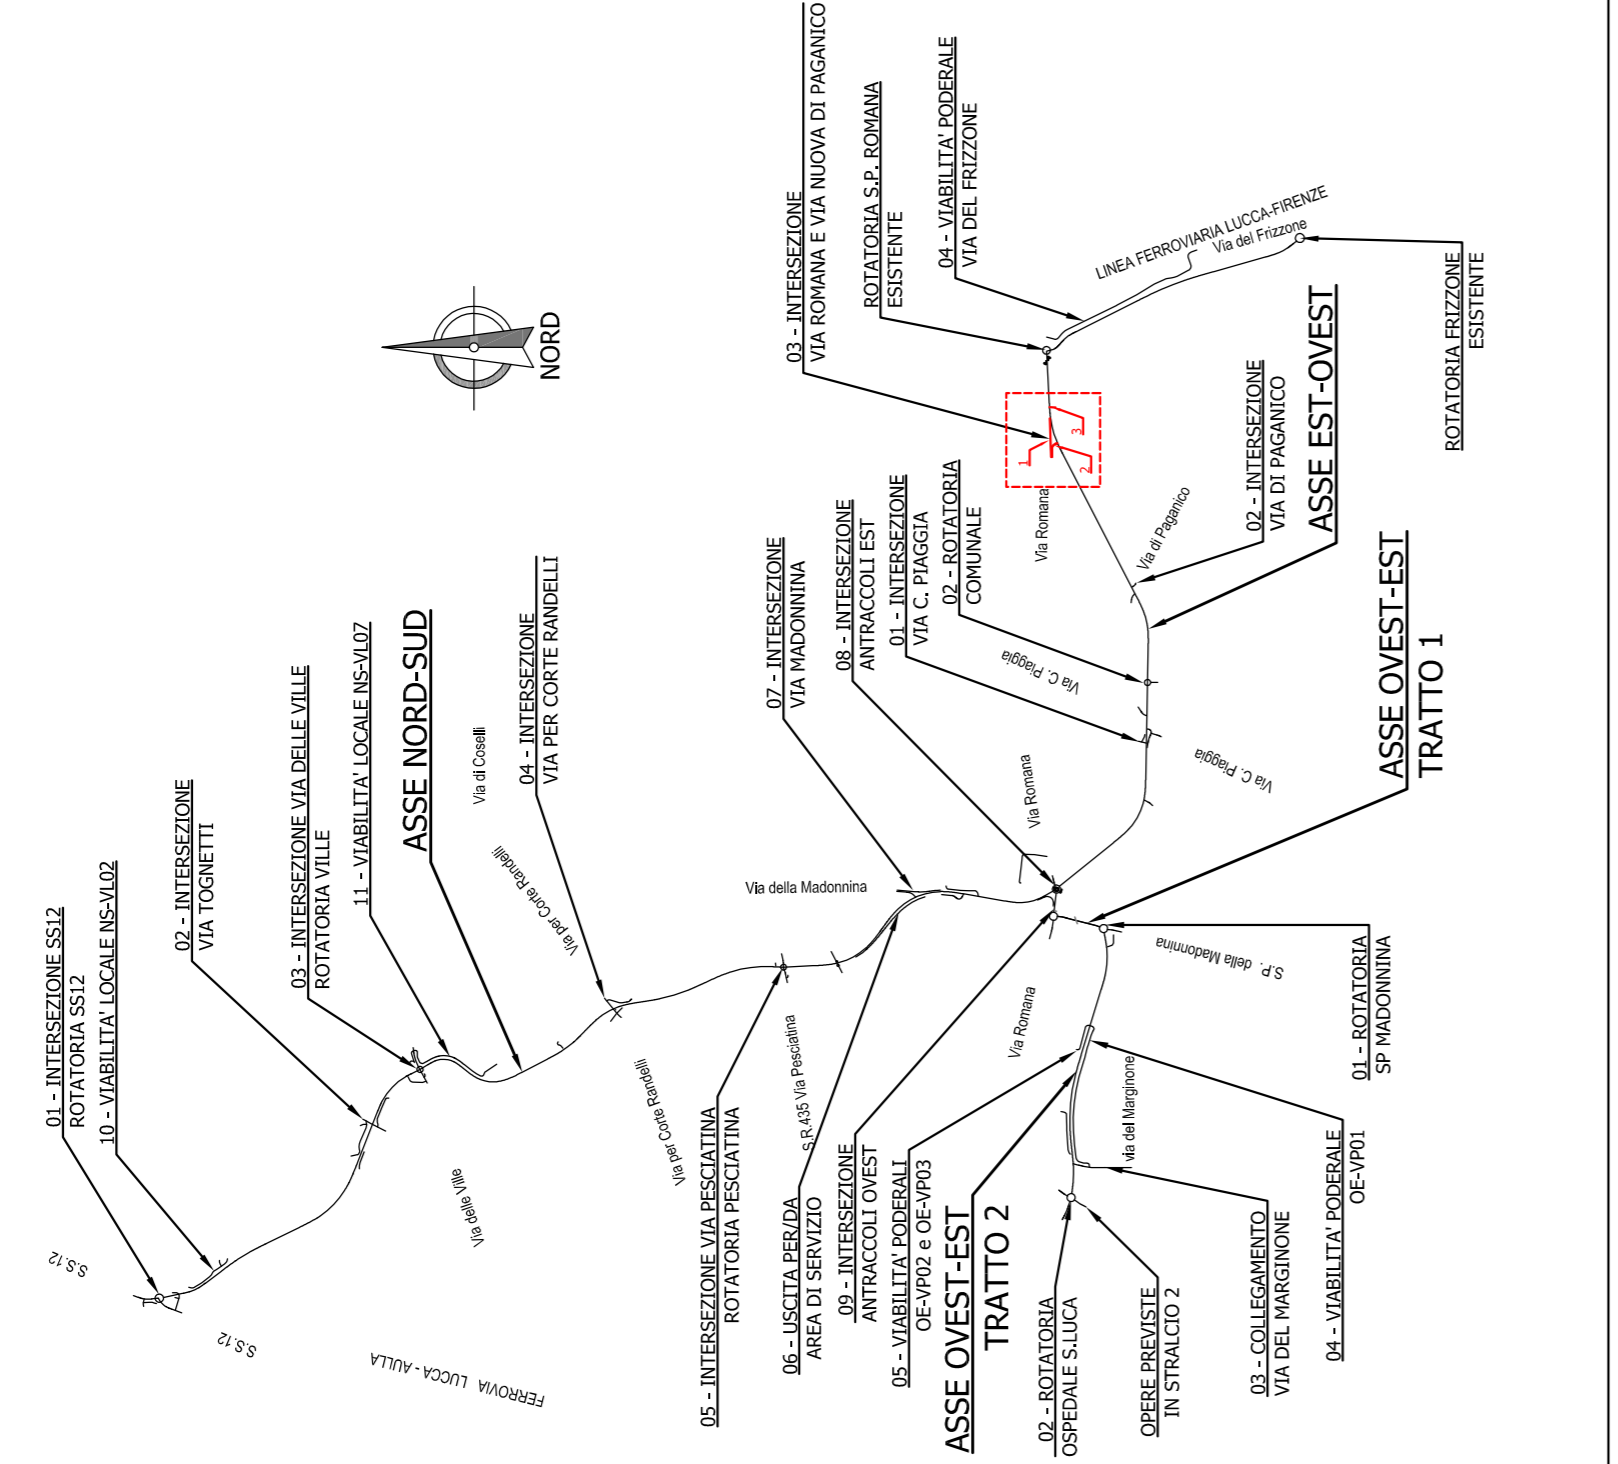 01 - INTERSEZIONE SS12
ROTATORIA SS12
10 - VIABILITA' LOCALE NS-VL02
02 - INTERSEZIONE
VIA TOGNETTI
03 - INTERSEZIONE VIA DELLE VILLE
ROTATORIA VILLE
11 - VIABILITA' LOCALE NS-VL07
ASSE NORD-SUD
Via di Coselli
04 - INTERSEZIONE
VIA PER CORTE RANDELLI
Via per Corte Randelli
NORD
S.S.12
S.S.12
FERROVIA LUCCA - AULLA
Via delle Ville
Via per Corte Randelli
05 - INTERSEZIONE VIA PESCIATINA
ROTATORIA PESCIATINA
S.R.435 Via Pesciatina
06 - USCITA PER/DA
AREA DI SERVIZIO
Via della Madonnina
07 - INTERSEZIONE
VIA MADONNINA
08 - INTERSEZIONE
ANTRACCOLI EST
09 - INTERSEZIONE
ANTRACCOLI OVEST
05 - VIABILITA' PODERALI
OE-VP02 e OE-VP03
ASSE OVEST-EST
TRATTO 2
02 - ROTATORIA
OSPEDALE S.LUCA
OPERE PREVISTE
IN STRALCIO 2
03 - COLLEGAMENTO
VIA DEL MARGINONE
04 - VIABILITA' PODERALE
OE-VP01
via del Marginone
Via Romana
01 - ROTATORIA
SP MADONNINA
S.P. della Madonnina
ASSE OVEST-EST
TRATTO 1
Via Romana
01 - INTERSEZIONE
VIA C. PIAGGIA
02 - ROTATORIA
COMUNALE
Via C. Piaggia
Via C. Piaggia
ASSE EST-OVEST
02 - INTERSEZIONE
VIA DI PAGANICO
Via di Paganico
Via Romana
1
2
3
03 - INTERSEZIONE
VIA ROMANA E VIA NUOVA DI PAGANICO
ROTATORIA S.P. ROMANA
ESISTENTE
04 - VIABILITA' PODERALE
VIA DEL FRIZZONE
LINEA FERROVIARIA LUCCA-FIRENZE
Via del Frizzone
ROTATORIA FRIZZONE
ESISTENTE